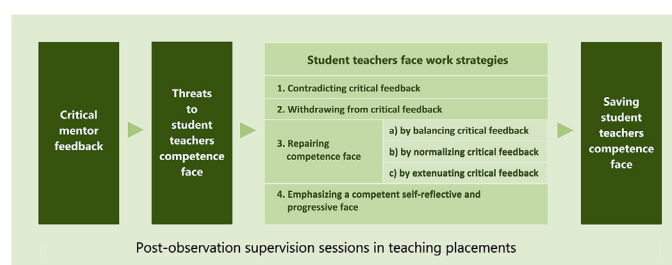 Critical
mentor
feedback
Threats
to
student
teachers
competence
face
Student teachers face work strategies
1. Contradicting critical feedback
2. Withdrawing from critical feedback
3. Repairing
competence face
a) by balancing critical feedback
b) by normalizing critical feedback
c) by extenuating critical feedback
4. Emphasizing a competent self-reflective and
progressive face
Saving
student
teachers
competence
face
Post-observation supervision sessions in teaching placements